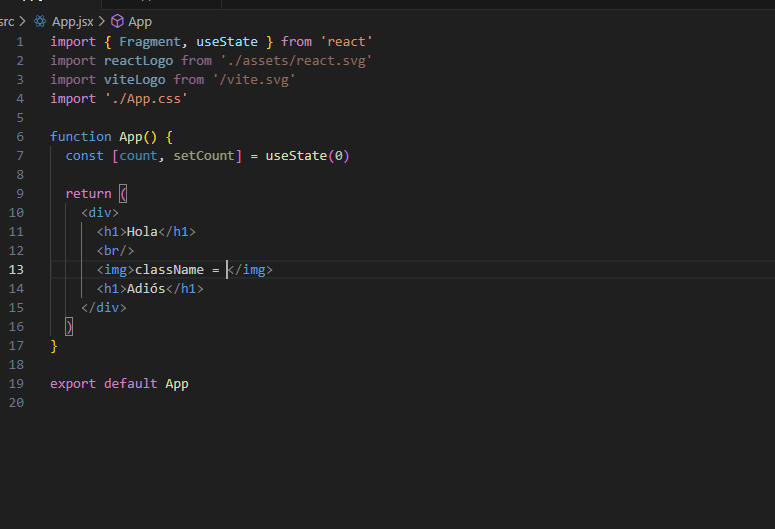 src > App.jsx > App
1 import { Fragment, useState } from 'react'
2 import reactLogo from './assets/react.svg'
3 import viteLogo from '/vite.svg'
4 import './App.css'
5
6 function App() {
7   const [count, setCount] = useState(0)
8
9   return (
10     <div>
11       <h1>Hola</h1>
12       <br/>
13       <img>className = </img>
14       <h1>Adiós</h1>
15     </div>
16   )
17 }
18
19 export default App
20